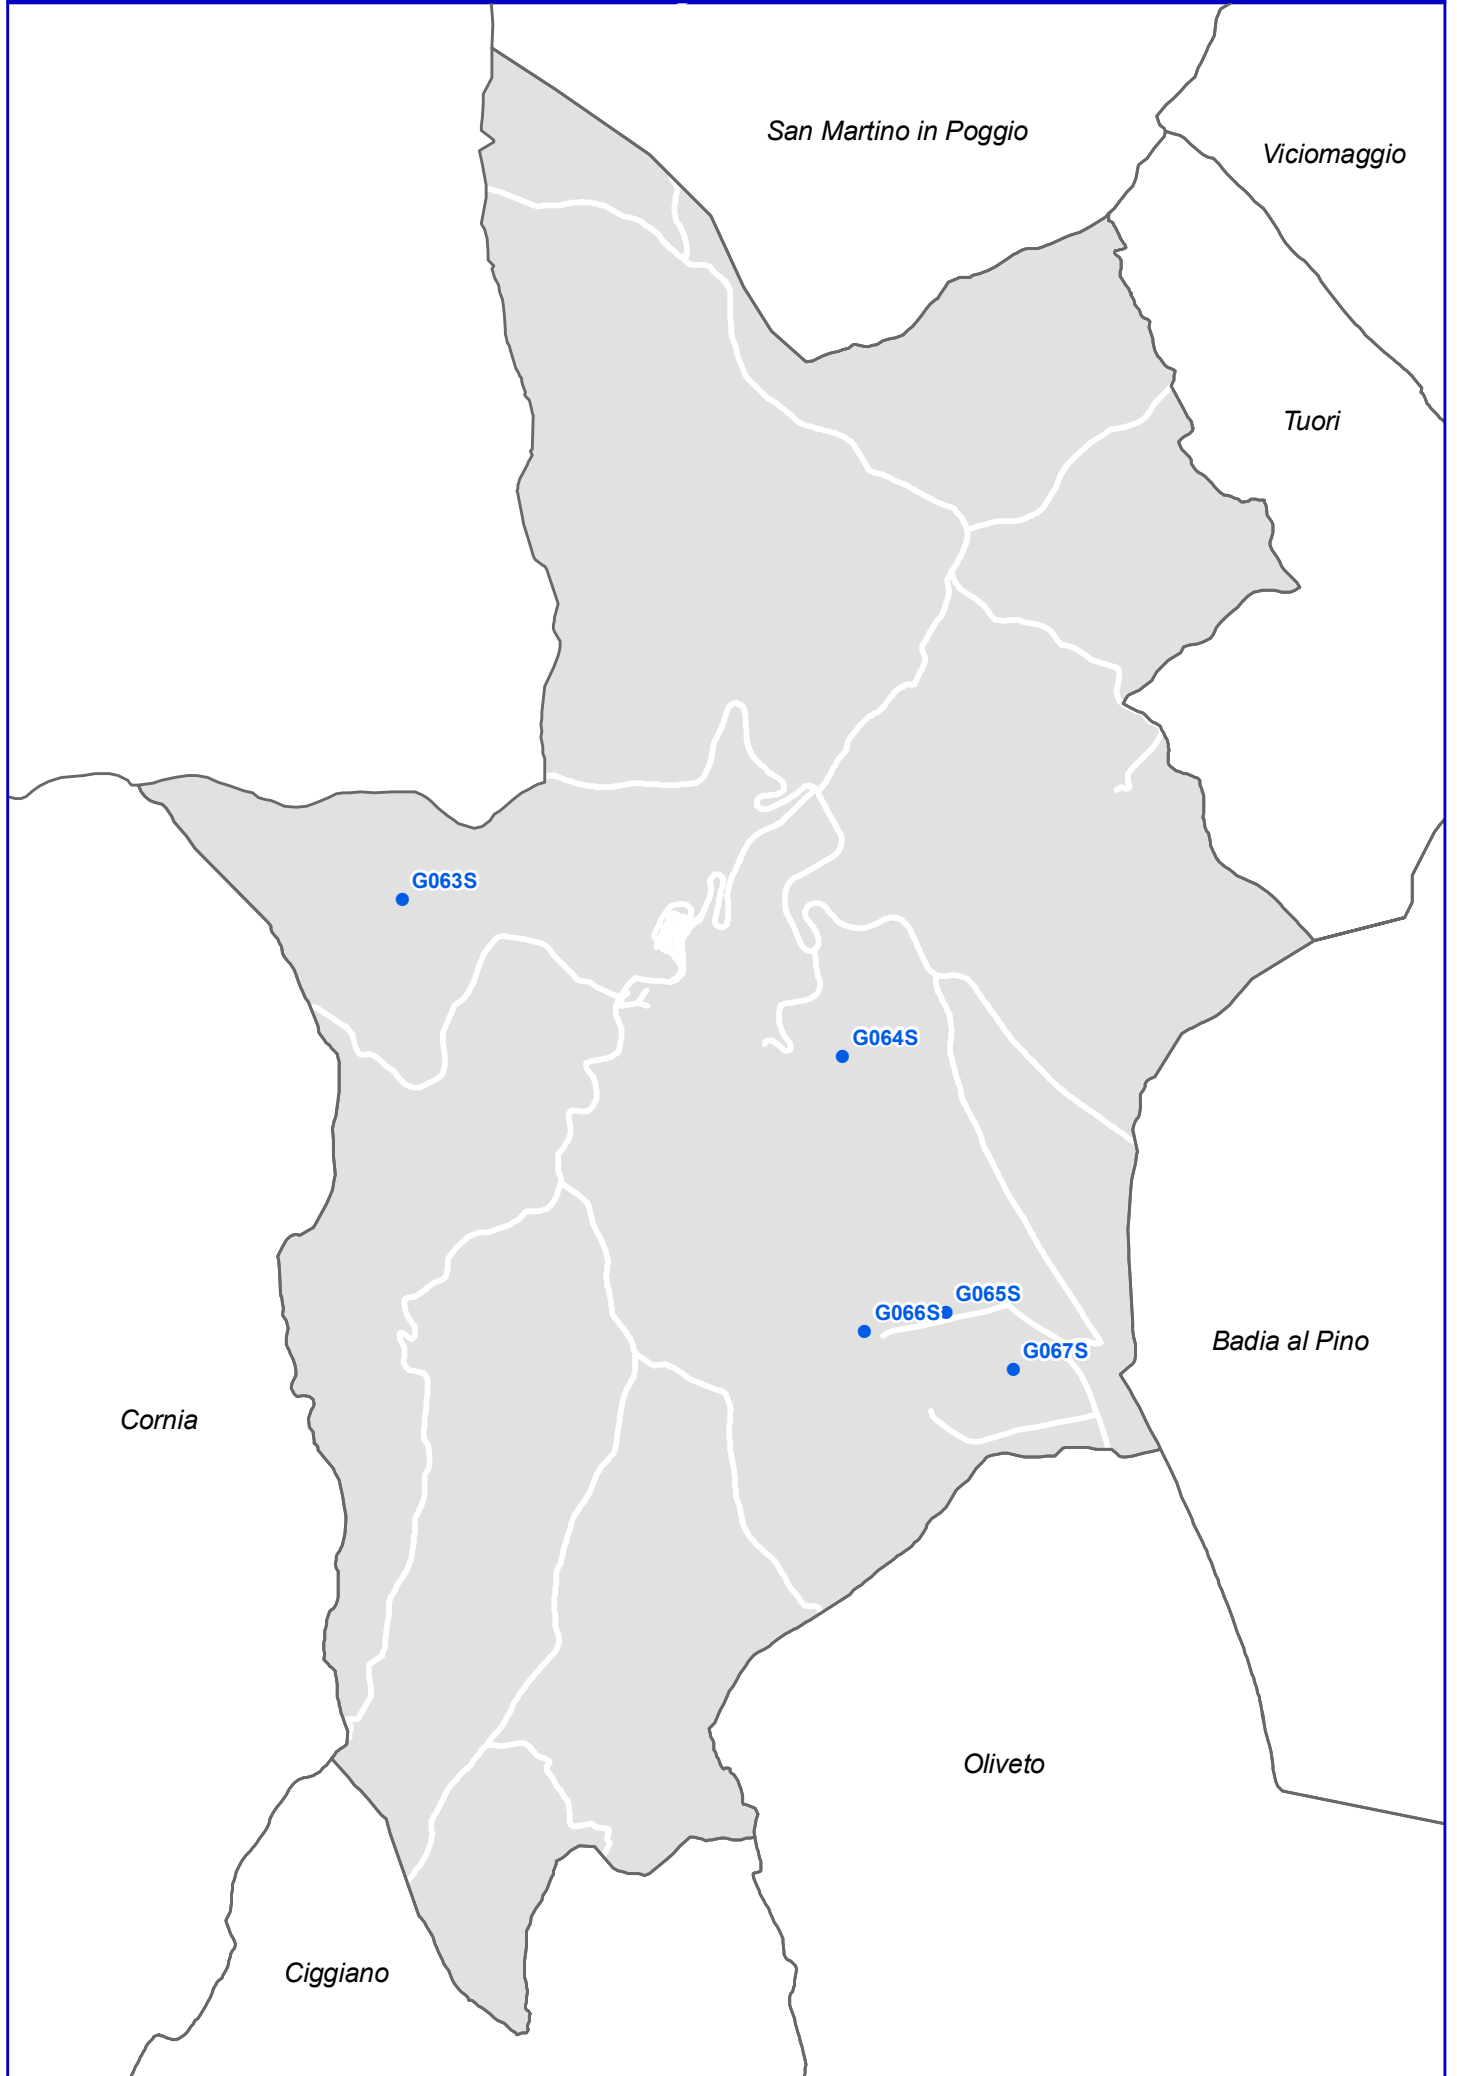 San Martino in Poggio
Viciomaggio
Tuori
G063S
G064S
G065S
G066S
G067S
Badia al Pino
Cornia
Oliveto
Ciggiano